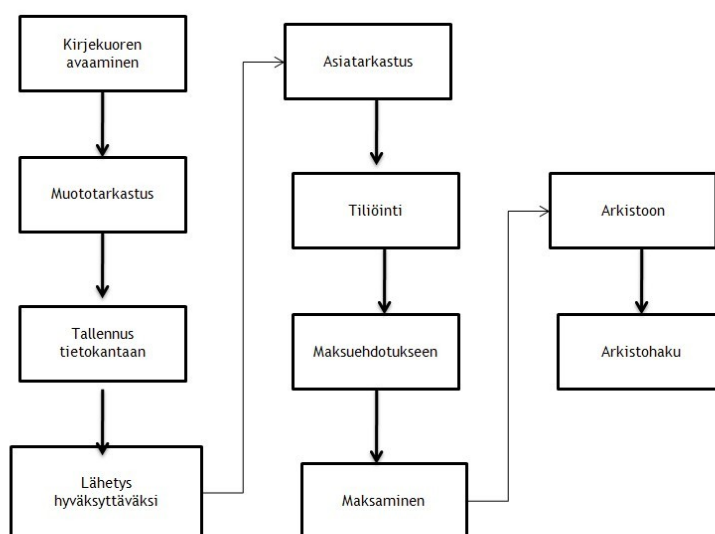 Kirjekuoren
avaaminen
Muototarkastus
Tallennus
tietokantaan
Lähetys
hyväksyttäväksi
Asiatarkastus
Tiliöinti
Maksuehdotukseen
Maksaminen
Arkistoon
Arkistohaku